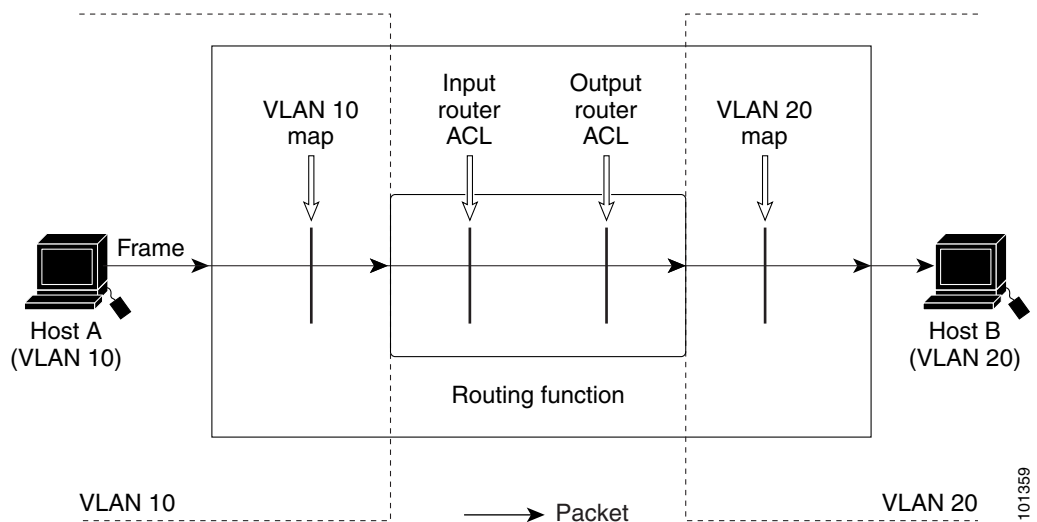 VLAN 10
map
Input
router
ACL
Output
router
ACL
VLAN 20
map
Frame
Host A
(VLAN 10)
Host B
(VLAN 20)
Routing function
VLAN 10
Packet
VLAN 20
101359